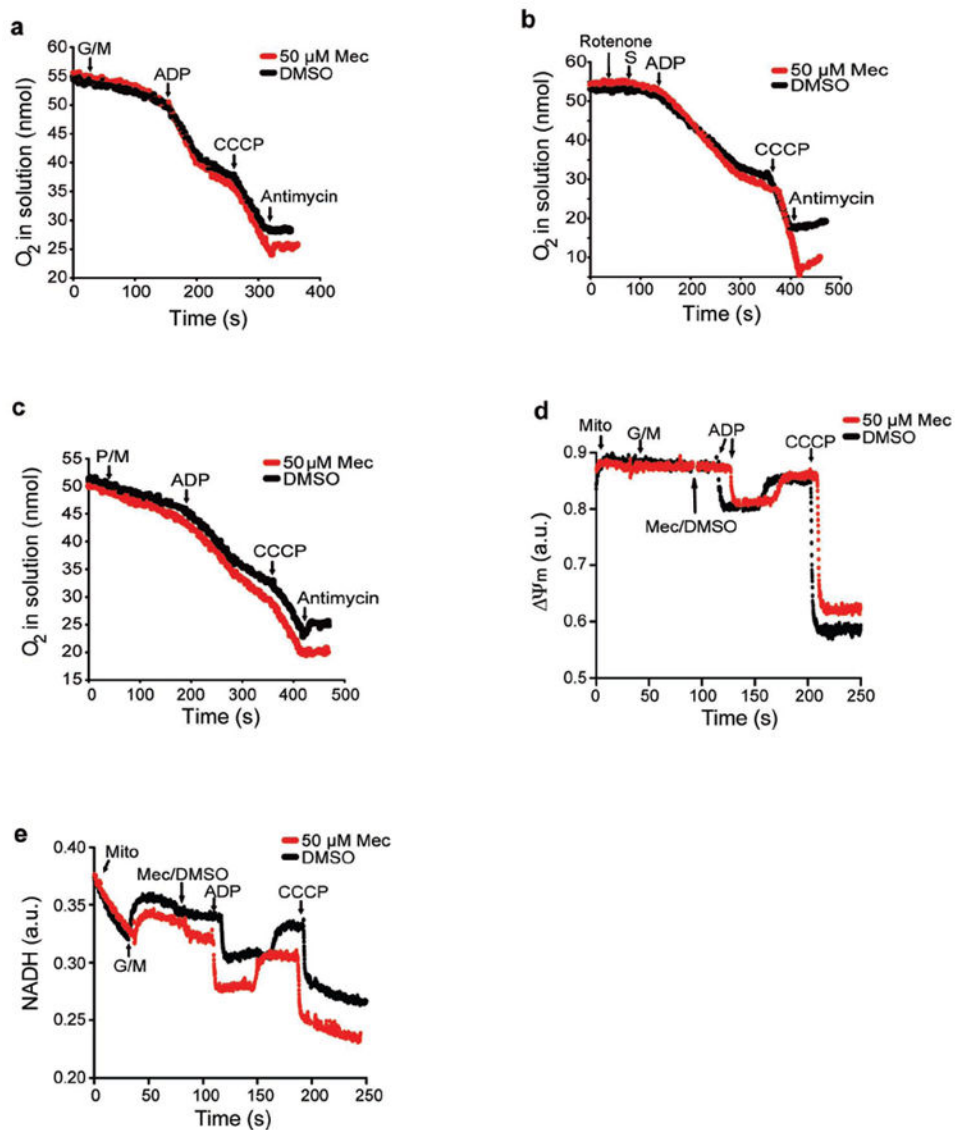 a
G/M
ADP
CCCP
Antimycin
50 µM Mec
DMSO
60
55
50
45
40
35
30
25
20
0 100 200 300 400
O2 in solution (nmol)
Time (s)
b
Rotenone
S
ADP
CCCP
Antimycin
50 µM Mec
DMSO
60
50
40
30
20
10
0 100 200 300 400 500
O2 in solution (nmol)
Time (s)
c
P/M
ADP
CCCP
Antimycin
50 µM Mec
DMSO
55
50
45
40
35
30
25
20
15
0 100 200 300 400 500
O2 in solution (nmol)
Time (s)
d
Mito
G/M
ADP
CCCP
Mec/DMSO
50 µM Mec
DMSO
0.9
0.8
0.7
0.6
0.5
0 50 100 150 200 250
ΔΨm (a.u.)
Time (s)
e
Mito
G/M
Mec/DMSO
ADP
CCCP
50 µM Mec
DMSO
0.40
0.35
0.30
0.25
0.20
0 50 100 150 200 250
NADH (a.u.)
Time (s)